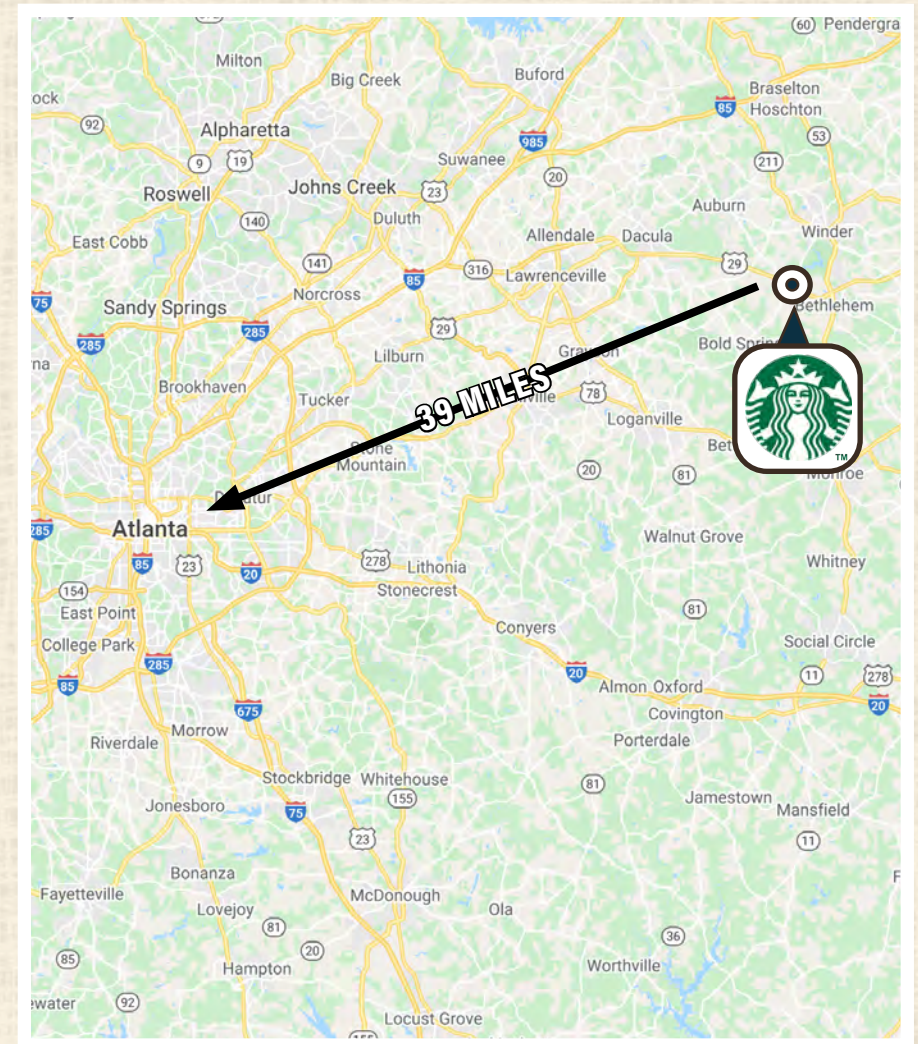 60 Pendergra
Milton
Big Creek
Buford
Braselton
ock
85
Hoschton
92
Alpharetta
985
53
9
19
Suwanee
211
Roswell
Johns Creek
23
20
140
Duluth
Auburn
East Cobb
Allendale
Dacula
Winder
141
85
316
Lawrenceville
29
75
Sandy Springs
Norcross
Bethlehem
285
285
29
na
Lilburn
Grayson
Bold Spring
Brookhaven
Tucker
39 MILES
ville
78
Loganville
Bet
Stone
Mountain
TM
20
81
Monroe
Decatur
285
Atlanta
Walnut Grove
85
23
20
278
Lithonia
Whitney
154
Stonecrest
East Point
81
Conyers
College Park
Social Circle
285
20
11
278
85
Almon
Oxford
20
675
Covington
Riverdale
Morrow
Porterdale
Stockbridge
Whitehouse
81
155
Jamestown
Jonesboro
75
Mansfield
23
11
Bonanza
F
Fayetteville
McDonough
Lovejoy
Ola
81
36
85
20
Hampton
Worthville
ewater
92
Locust Grove
155